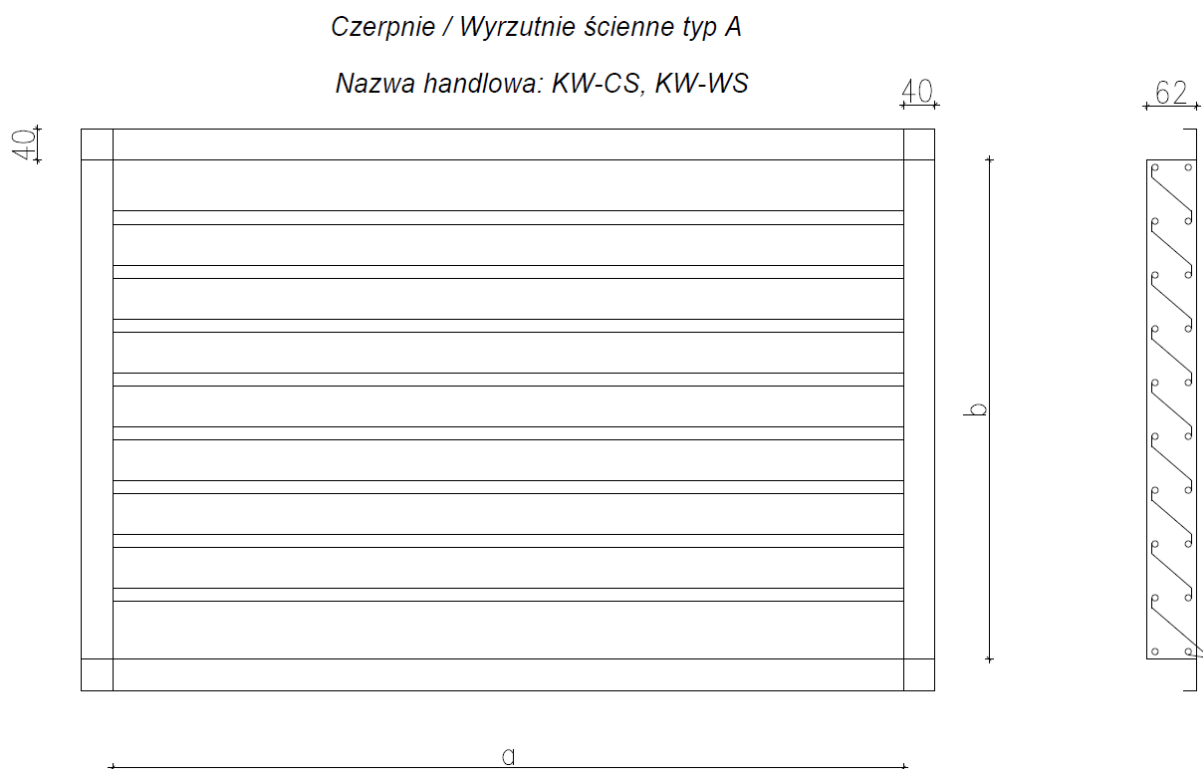 Czerpnie / Wyrzutnie ścienne typ A
Nazwa handlowa: KW-CS, KW-WS
40
62
40
b
a